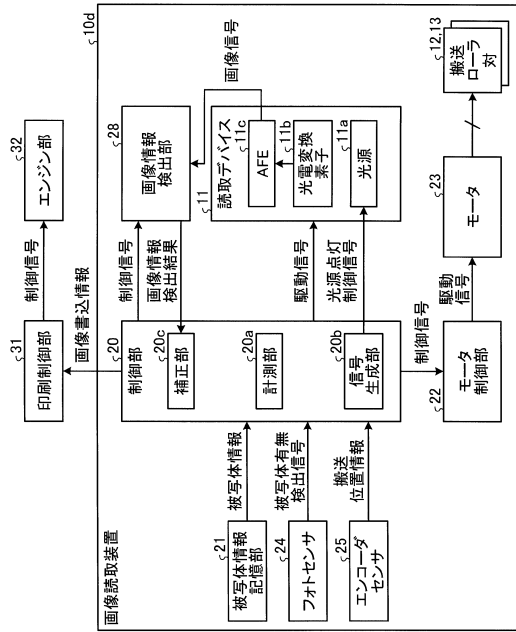 画像読取装置
10d
印刷制御部
31
制御信号
エンジン部
32
画像書込情報
制御部
20
補正部
20c
計測部
20a
信号
生成部
20b
制御信号
画像情報
検出結果
画像情報
検出部
28
画像信号
駆動信号
光源点灯
制御信号
読取デバイス
11
AFE
11c
光電変換
素子
11b
光源
11a
被写体情報
記憶部
21
被写体情報
フォトセンサ
24
被写体有無
検出信号
エンコーダ
センサ
25
搬送
位置情報
制御信号
モータ
制御部
22
駆動
信号
モータ
23
搬送
ローラ
対
12,13